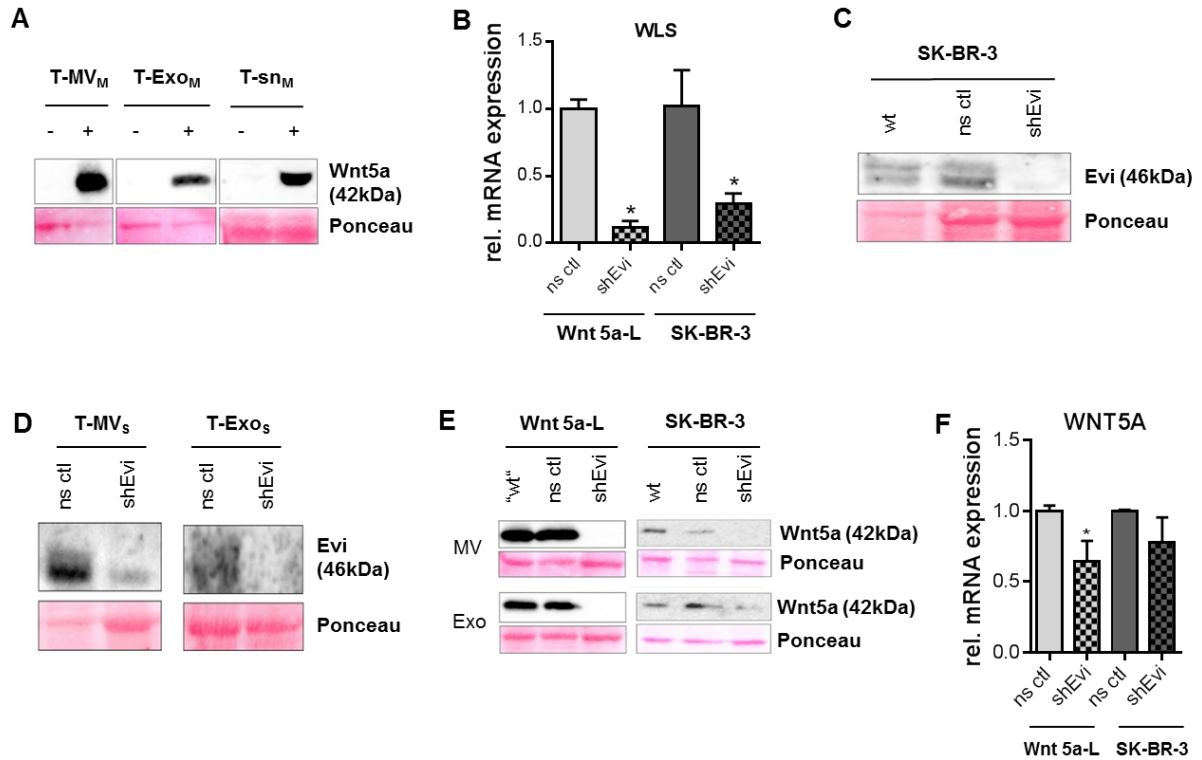 A
T-MVM T-ExoM T-snM
- + - + - +
Wnt5a
(42kDa)
Ponceau
B
WLS
rel. mRNA expression
1.5
1.0
0.5
0.0
*
*
ns ctl shEvi ns ctl shEvi
Wnt 5a-L SK-BR-3
C
SK-BR-3
wt ns ctl shEvi
Evi (46kDa)
Ponceau
D
T-MVS T-ExoS
ns ctl shEvi ns ctl shEvi
Evi
(46kDa)
Ponceau
E
Wnt 5a-L SK-BR-3
“wt“ ns ctl shEvi wt ns ctl shEvi
MV
Wnt5a (42kDa)
Ponceau
Exo
Wnt5a (42kDa)
Ponceau
F
WNT5A
rel. mRNA expression
1.5
1.0
0.5
0.0
*
ns ctl shEvi ns ctl shEvi
Wnt 5a-L SK-BR-3